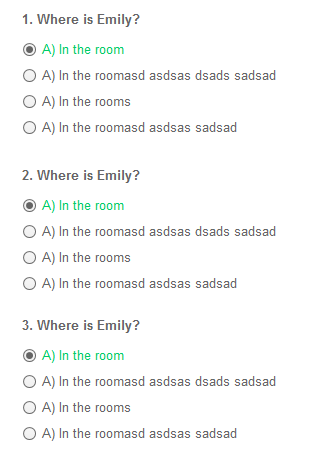 1. Where is Emily?
A) In the room
A) In the roomasd asdsas dsads sadsad
A) In the rooms
A) In the roomasd asdsas sadsad
2. Where is Emily?
A) In the room
A) In the roomasd asdsas dsads sadsad
A) In the rooms
A) In the roomasd asdsas sadsad
3. Where is Emily?
A) In the room
A) In the roomasd asdsas dsads sadsad
A) In the rooms
A) In the roomasd asdsas sadsad